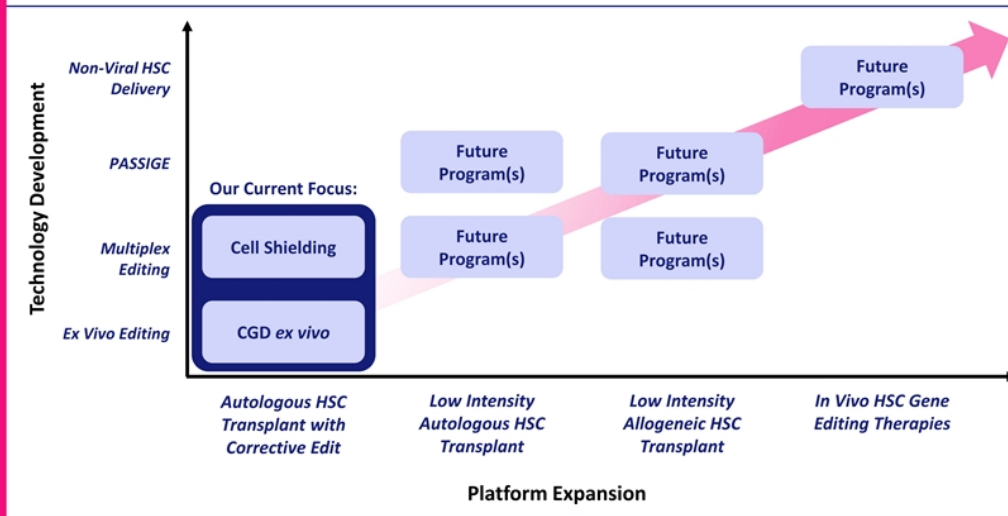 Technology Development
Non-Viral HSC
Delivery
PASSIGE
Multiplex
Editing
Ex Vivo Editing
Our Current Focus:
Cell Shielding
CGD ex vivo
Future
Program(s)
Future
Program(s)
Future
Program(s)
Future
Program(s)
Future
Program(s)
Autologous HSC
Transplant with
Corrective Edit
Low Intensity
Autologous HSC
Transplant
Low Intensity
Allogeneic HSC
Transplant
In Vivo HSC Gene
Editing Therapies
Platform Expansion